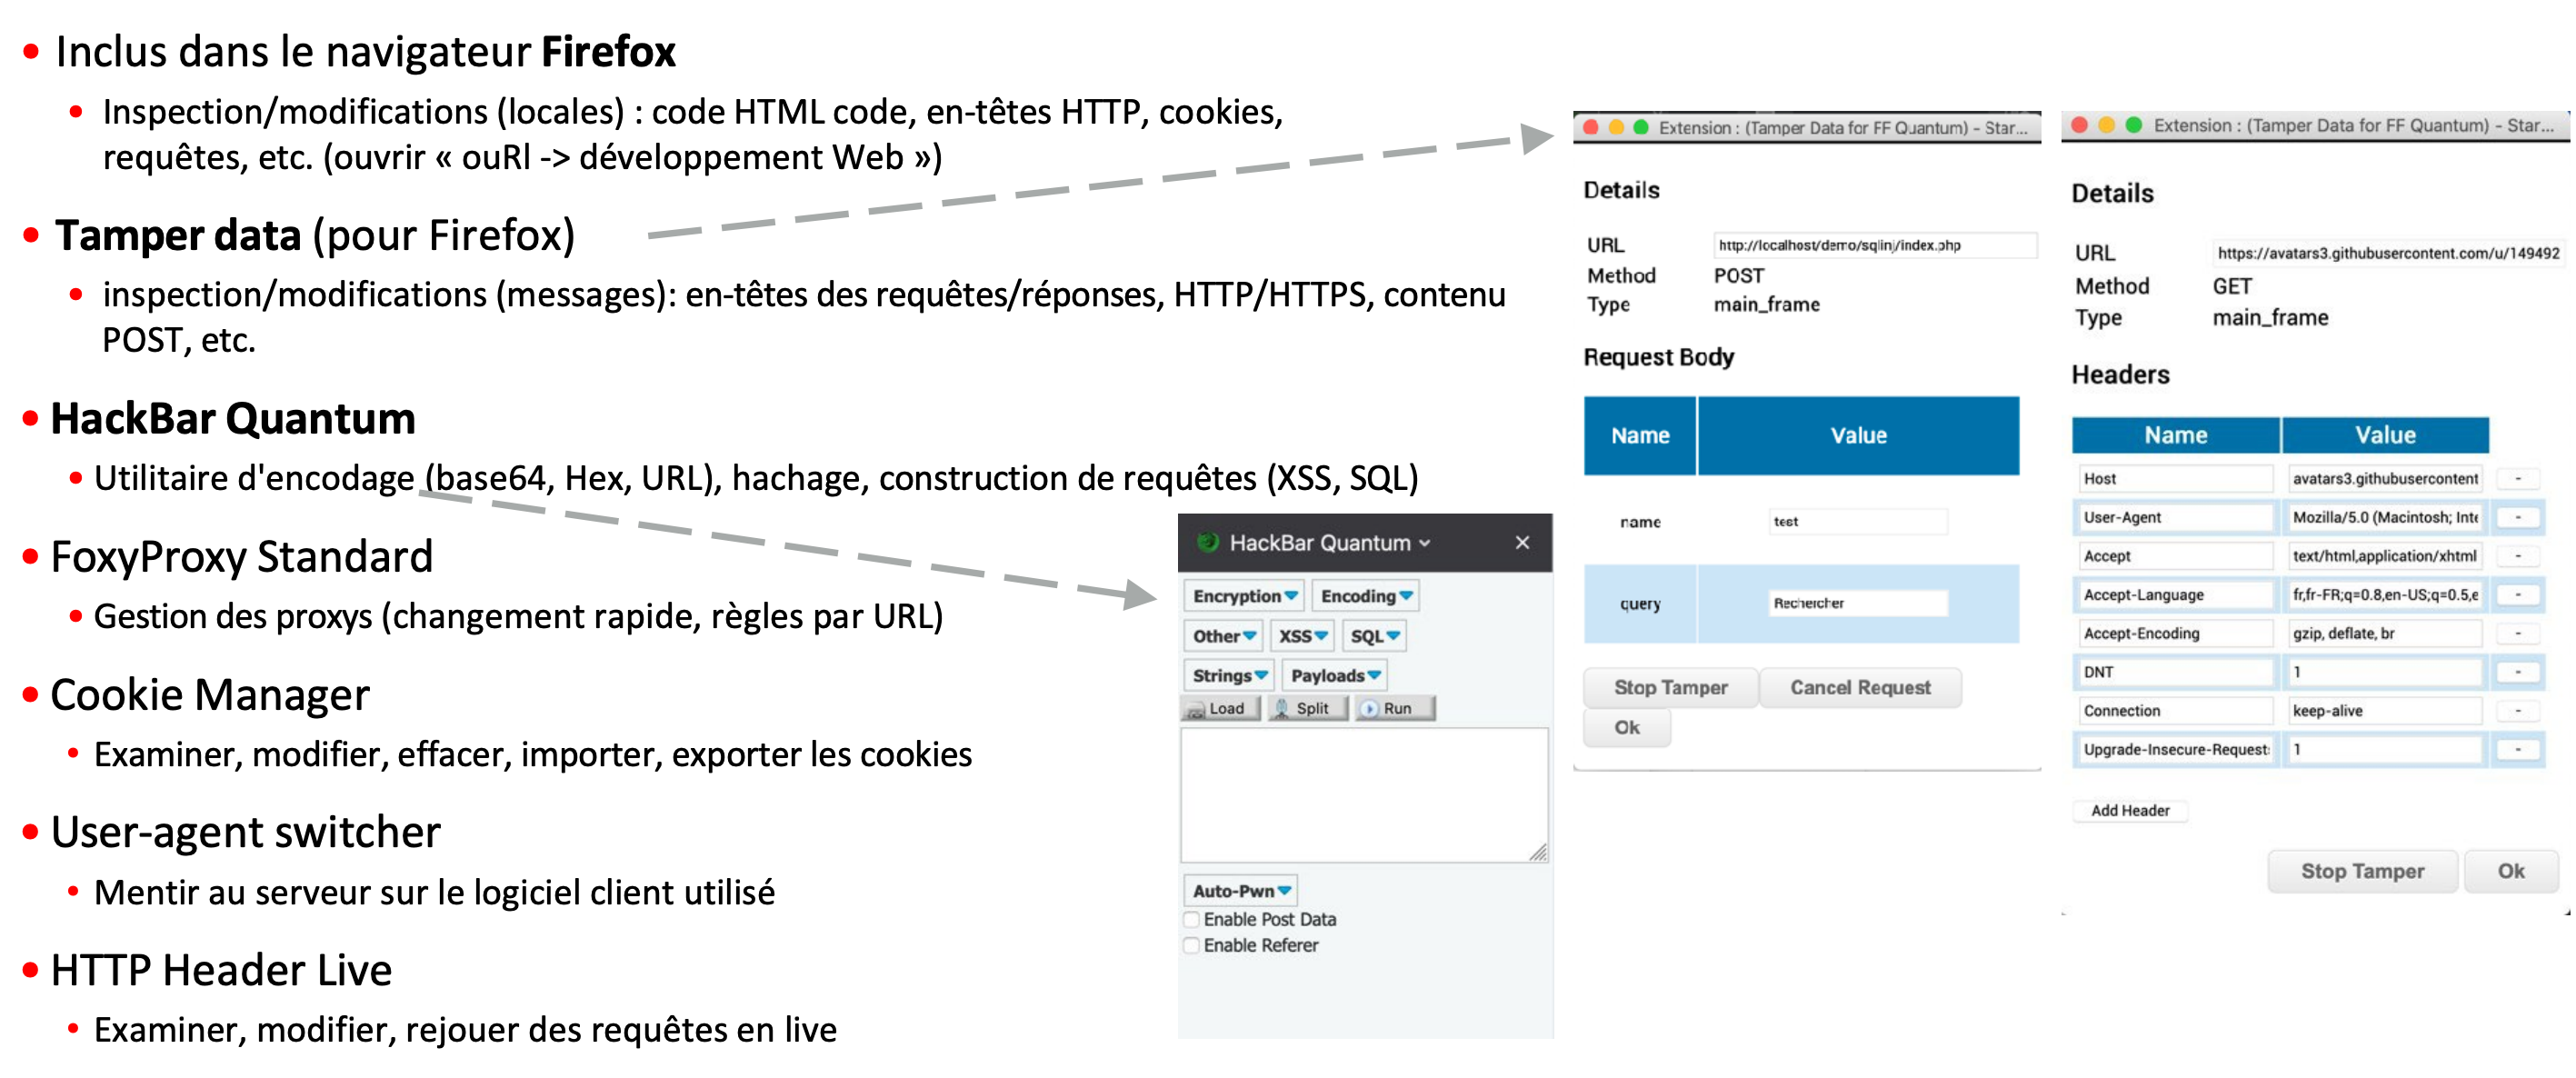 • Inclus dans le navigateur Firefox
• Inspection/modifications (locales) : code HTML code, en-têtes HTTP, cookies,
requêtes, etc. (ouvrir « ouRl -> développement Web »)
• Tamper data (pour Firefox)
• inspection/modifications (messages): en-têtes des requêtes/réponses, HTTP/HTTPS, contenu
POST, etc.
• HackBar Quantum
• Utilitaire d'encodage (base64, Hex, URL), hachage, construction de requêtes (XSS, SQL)
• FoxyProxy Standard
• Gestion des proxys (changement rapide, règles par URL)
• Cookie Manager
• Examiner, modifier, effacer, importer, exporter les cookies
• User-agent switcher
• Mentir au serveur sur le logiciel client utilisé
• HTTP Header Live
• Examiner, modifier, rejouer des requêtes en live
HackBar Quantum
Encryption Encoding
Other XSS SQL
Strings Payloads
Load Split Run
Auto-Pwn
Enable Post Data
Enable Referer
Extension : (Tamper Data for FF Quantum) - Star...
Details
URL http://localhost/demo/sqlinj/index.php
Method POST
Type main_frame
Request Body
Name Value
name test
query Rechercher
Stop Tamper Cancel Request
Ok
Extension : (Tamper Data for FF Quantum) - Star...
Details
URL https://avatars3.githubusercontent.com/u/149492
Method GET
Type main_frame
Headers
Name Value
Host avatars3.githubusercontent -
User-Agent Mozilla/5.0 (Macintosh; Inte -
Accept text/html,application/xhtml -
Accept-Language fr,fr-FR;q=0.8,en-US;q=0.5,e -
Accept-Encoding gzip, deflate, br -
DNT 1 -
Connection keep-alive -
Upgrade-Insecure-Request: 1 -
Add Header
Stop Tamper Ok